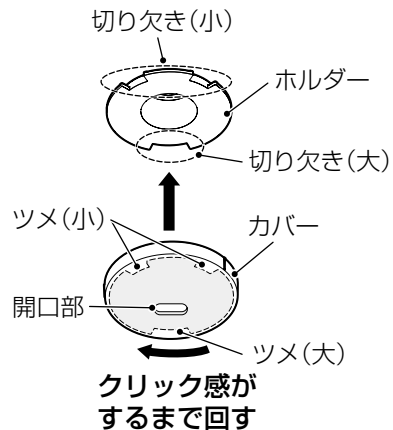 切り欠き（小）
ホルダー
切り欠き（大）
ツメ（小）
カバー
開口部
ツメ（大）
クリック感が
するまで回す